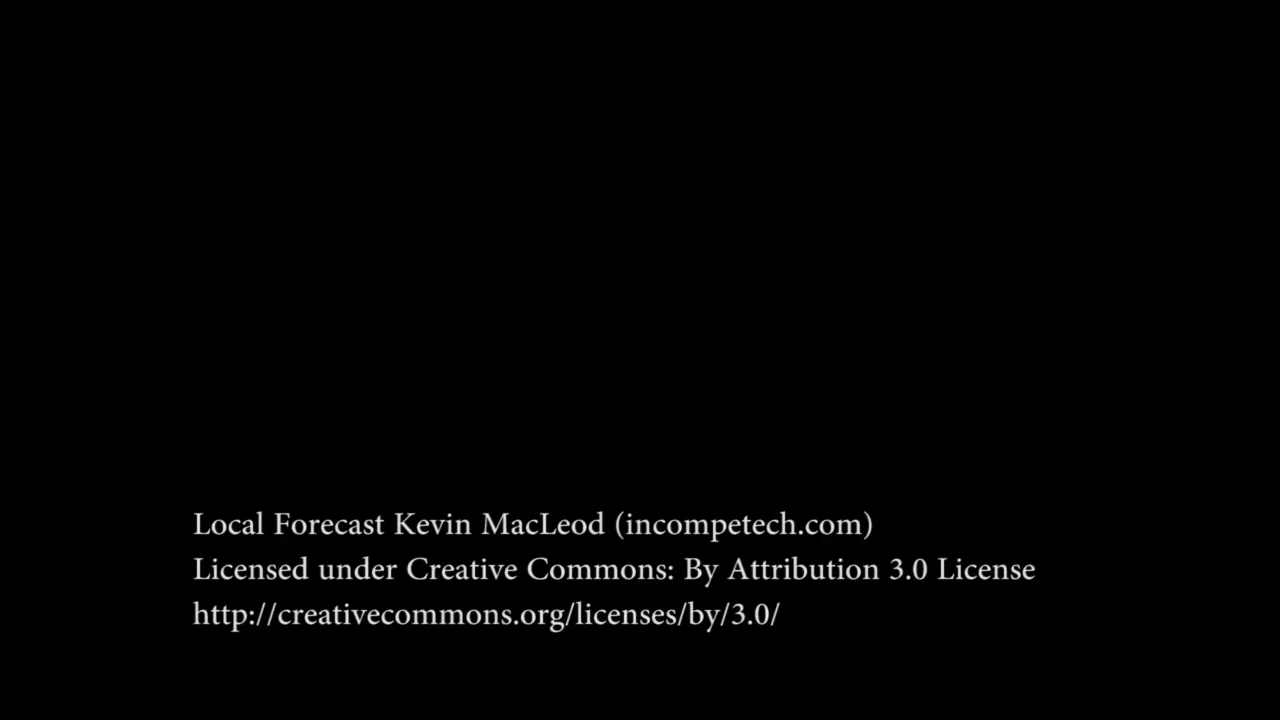 Local Forecast Kevin MacLeod (incompetech.com)
Licensed under Creative Commons: By Attribution 3.0 License
http://creativecommons.org/licenses/by/3.0/